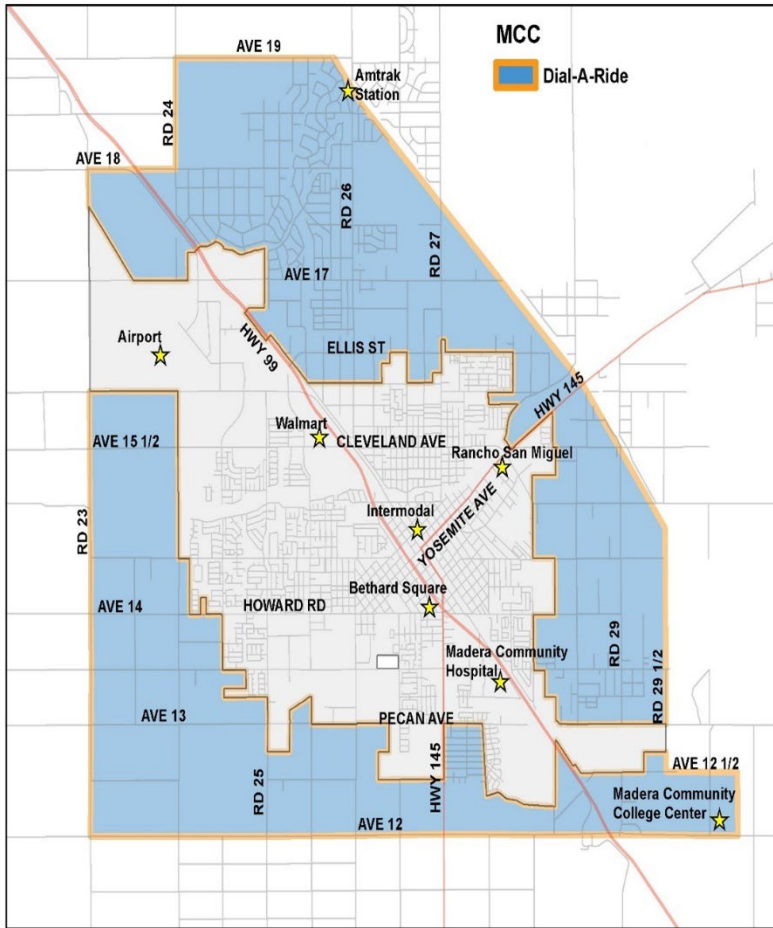 AVE 19
MCC
Dial-A-Ride
Amtrak
Station
RD 24
AVE 18
RD 26
RD 27
AVE 17
Airport
HWY 99
ELLIS ST
HWY 145
Walmart
CLEVELAND AVE
AVE 15 1/2
Rancho San Miguel
RD 23
Intermodal
YOSEMITE AVE
Bethard Square
AVE 14
HOWARD RD
RD 29
Madera Community
Hospital
RD 29 1/2
AVE 13
PECAN AVE
RD 25
HWY 145
AVE 12 1/2
Madera Community
College Center
AVE 12